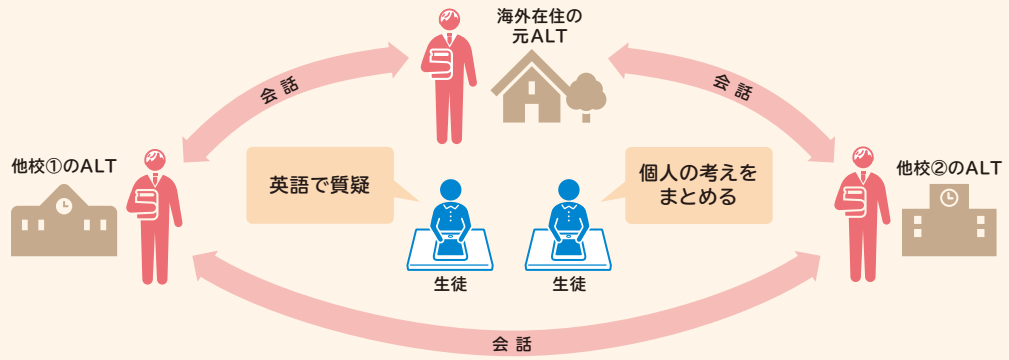 海外在住の
元ALT
会話
会話
他校①のALT
英語で質疑
個人の考えを
まとめる
他校②のALT
生徒
生徒
会話